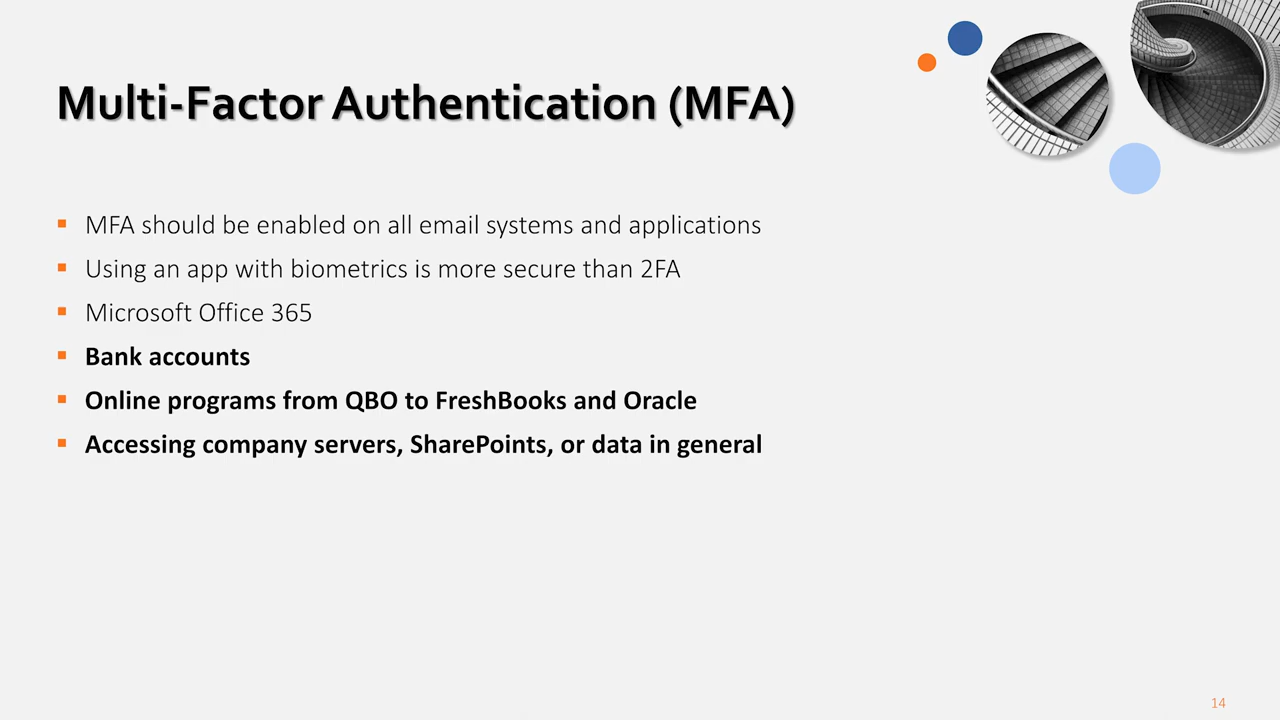 Multi-Factor Authentication (MFA)
MFA should be enabled on all email systems and applications
Using an app with biometrics is more secure than 2FA
Microsoft Office 365
Bank accounts
Online programs from QBO to FreshBooks and Oracle
Accessing company servers, SharePoints, or data in general
14